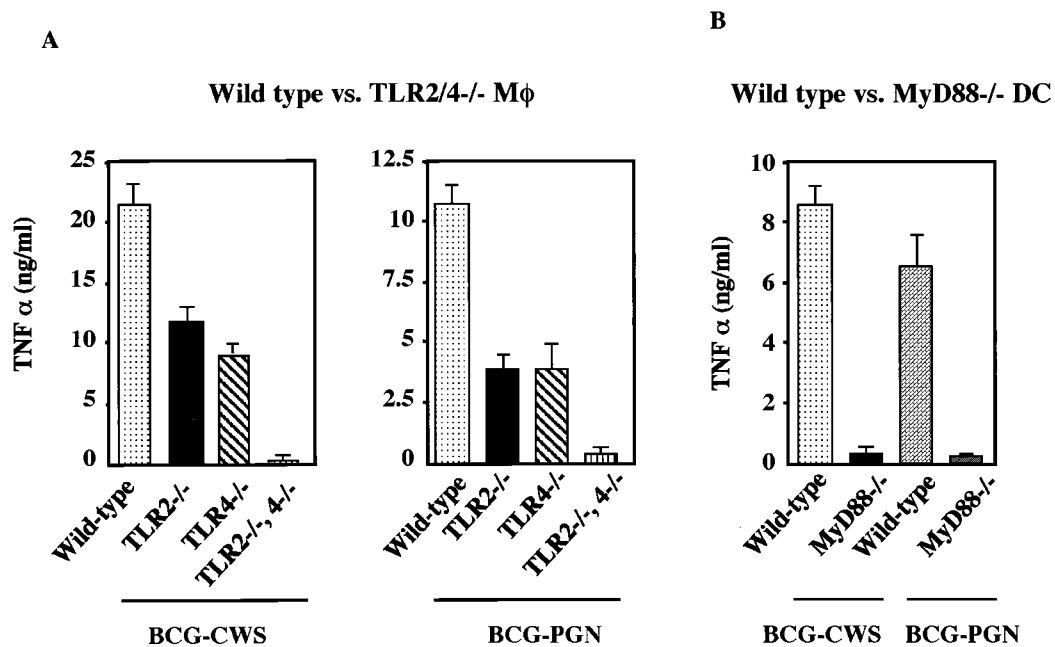 A
B
Wild type vs. TLR2/4-/- Mφ
Wild type vs. MyD88-/- DC
TNF α (ng/ml)
25
20
15
10
5
0
Wild-type
TLR2-/-
TLR4-/-
TLR2-/-, 4-/-
BCG-CWS
12.5
10
7.5
5
2.5
0
Wild-type
TLR2-/-
TLR4-/-
TLR2-/-, 4-/-
BCG-PGN
TNF α (ng/ml)
10
8
6
4
2
0
Wild-type
MyD88-/-
Wild-type
MyD88-/-
BCG-CWS
BCG-PGN